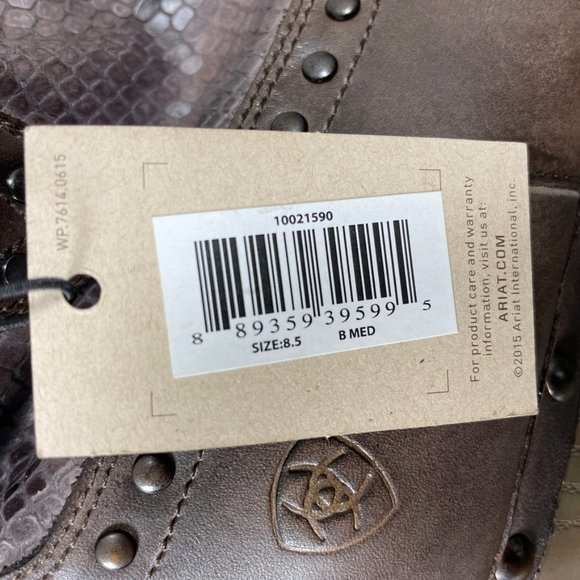 WP.7614.0615
10021590
8 89359 39599 5
SIZE:8.5 B MED
For product care and warranty
information, visit us at:
ARIAT.COM
©2015 Ariat International, inc.